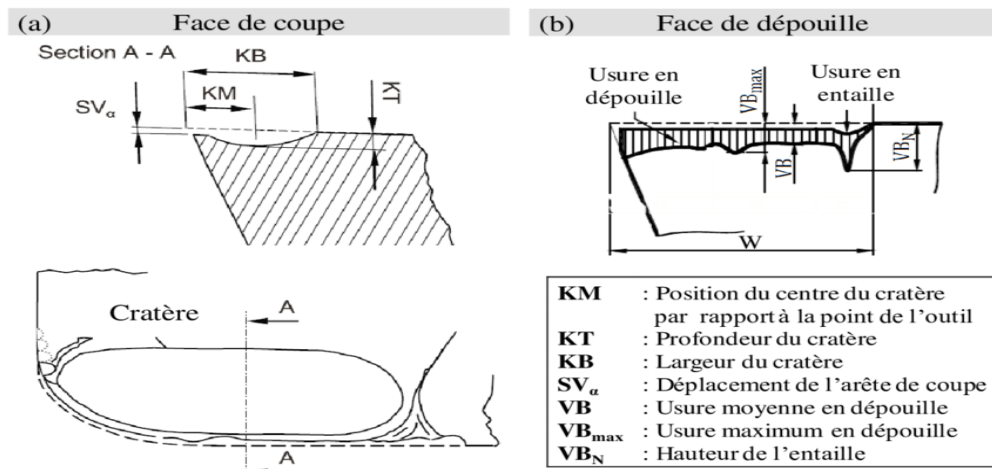 (a) Face de coupe
Section A - A
KB
KM
KT
SVα
Cratère
A
A
(b) Face de dépouille
Usure en
dépouille
VBmax
Usure en
entaille
VB
VBN
W
KM : Position du centre du cratère
par rapport à la point de l'outil
KT : Profondeur du cratère
KB : Largeur du cratère
SVα : Déplacement de l'arête de coupe
VB : Usure moyenne en dépouille
VBmax : Usure maximum en dépouille
VBN : Hauteur de l'entaille